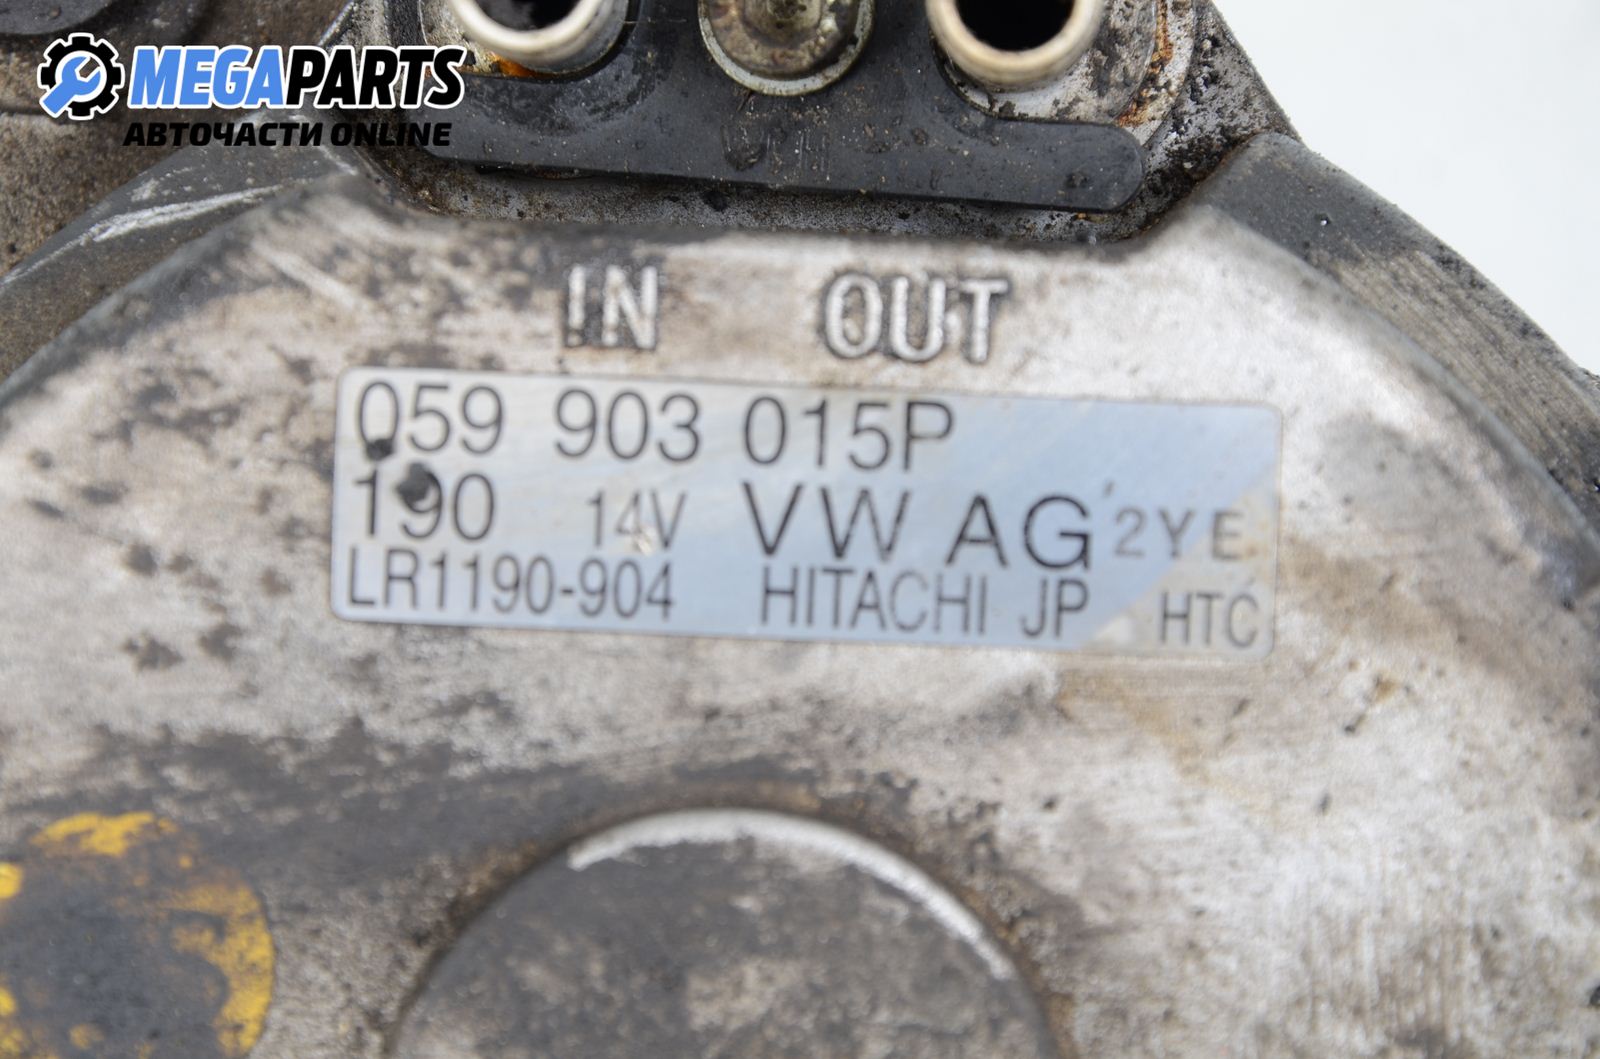 MEGAPARTS
АВТОЧАСТИ ONLINE
IN OUT
059 903 015P
190 14V VW AG 2YE
LR1190-904 HITACHI JP HTC